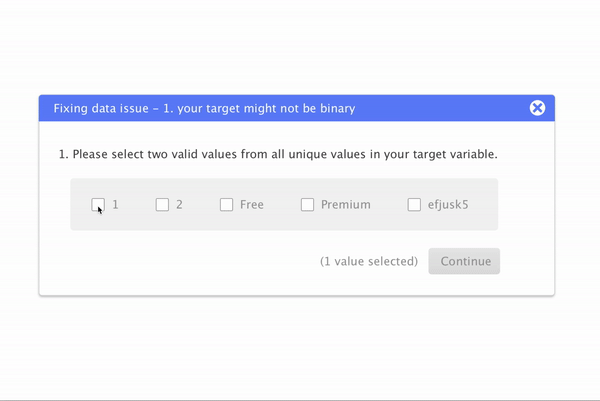 Fixing data issue – 1. your target might not be binary
1. Please select two valid values from all unique values in your target variable.
1 2 Free Premium efjusk5
(1 value selected) Continue